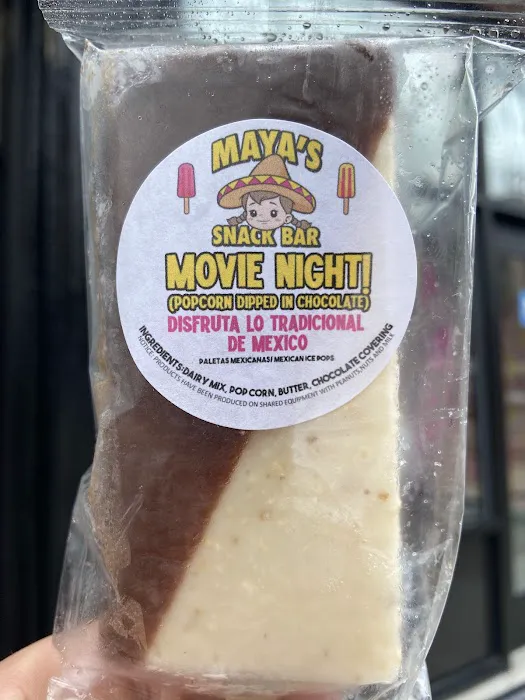 MAYA'S
SNACK BAR
MOVIE NIGHT!
(POPCORN DIPPED IN CHOCOLATE)
DISFRUTA LO TRADICIONAL
DE MEXICO
PALETAS MEXICANAS/ MEXICAN ICE POPS
INGREDIENTS: DAIRY MIX, POP CORN, BUTTER, CHOCOLATE COVERING
NOTICE: PRODUCTS HAVE BEEN PRODUCED ON SHARED EQUIPMENT WITH PEANUTS, NUTS AND MILK